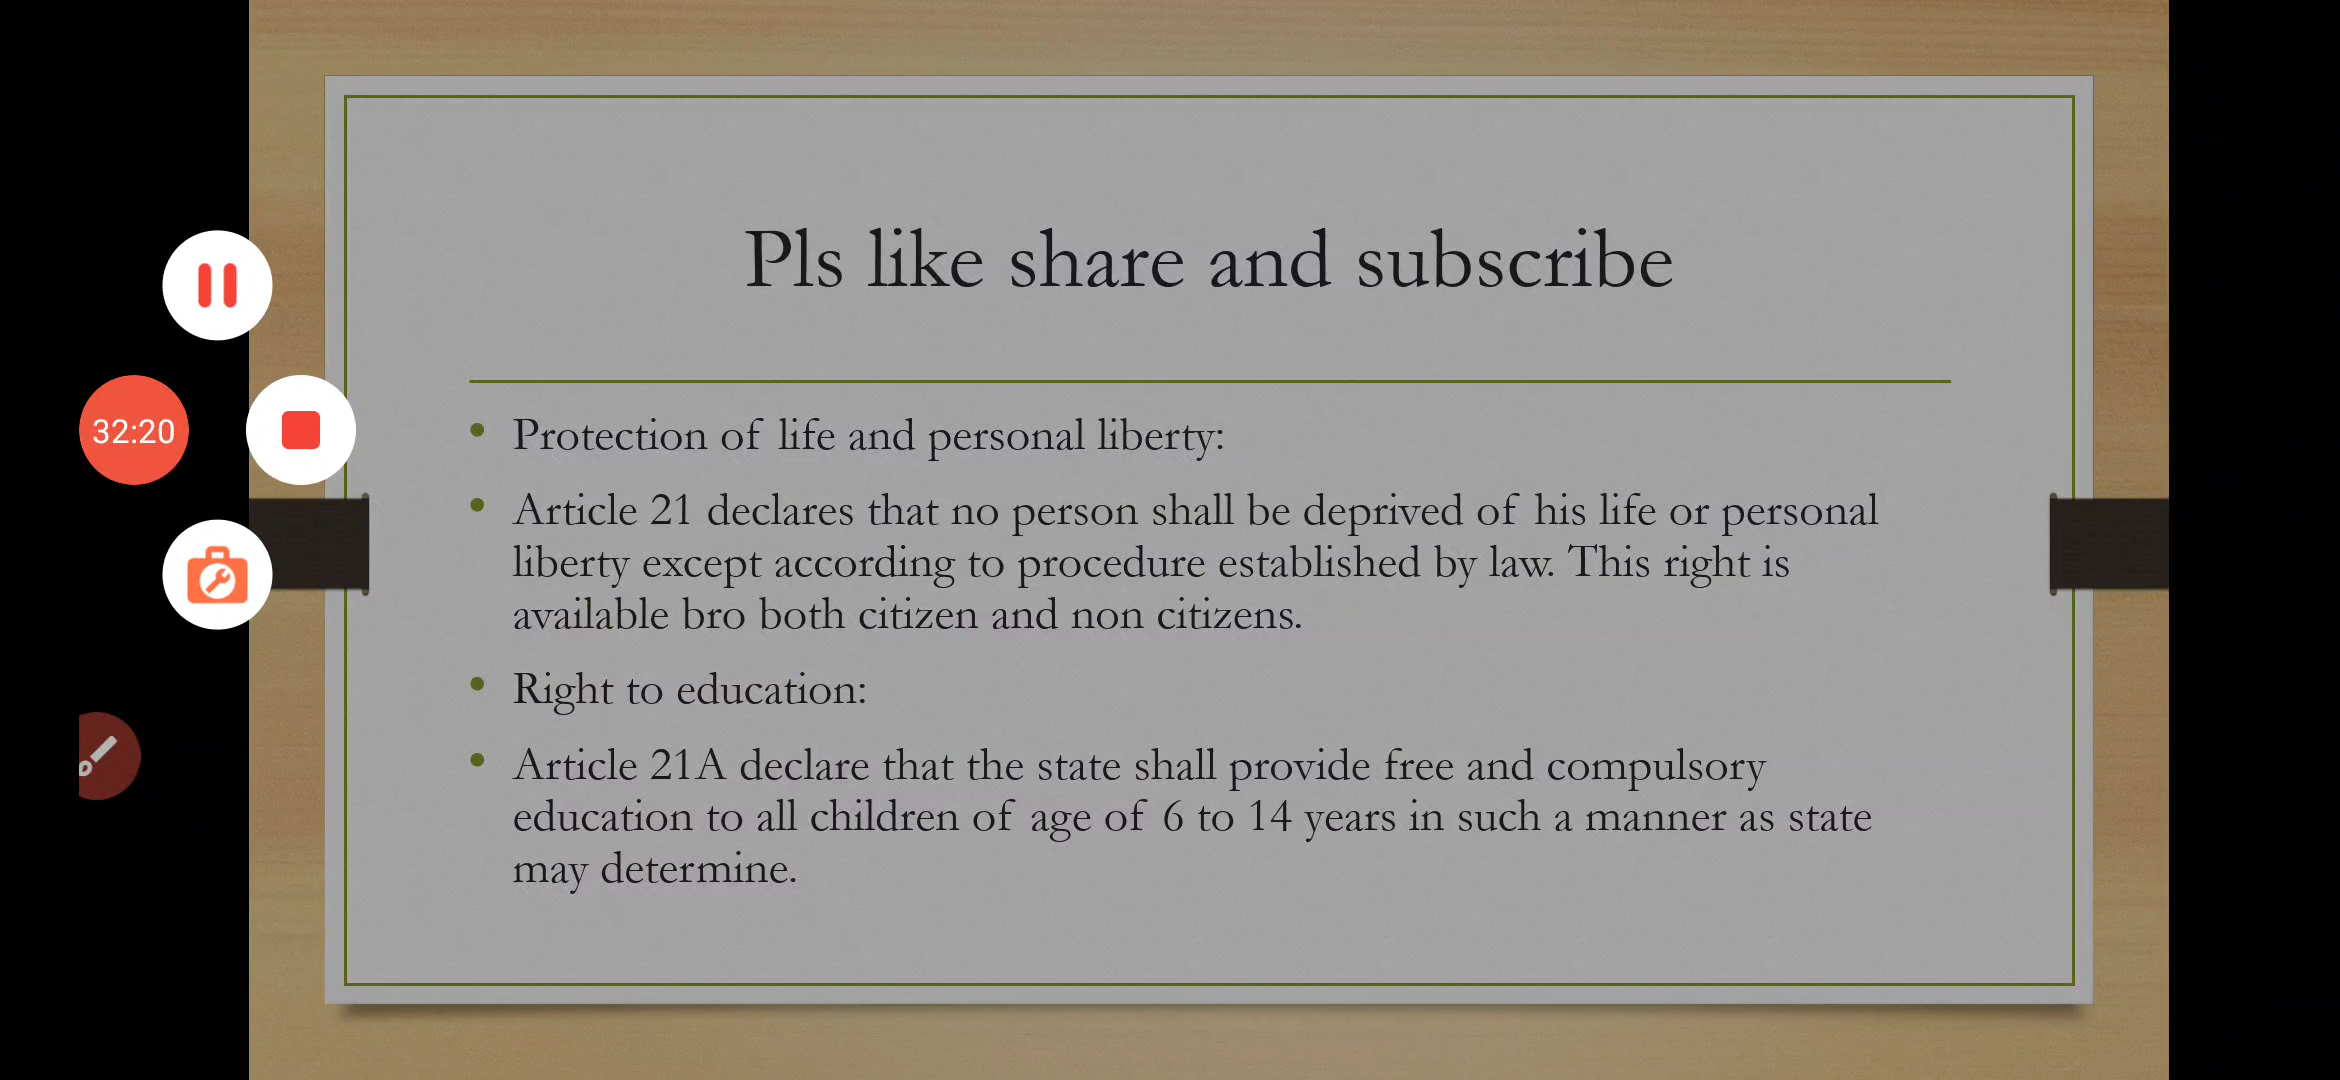 Pls like share and subscribe
32:20
• Protection of life and personal liberty:
• Article 21 declares that no person shall be deprived of his life or personal
liberty except according to procedure established by law. This right is
available bro both citizen and non citizens.
• Right to education:
• Article 21A declare that the state shall provide free and compulsory
education to all children of age of 6 to 14 years in such a manner as state
may determine.